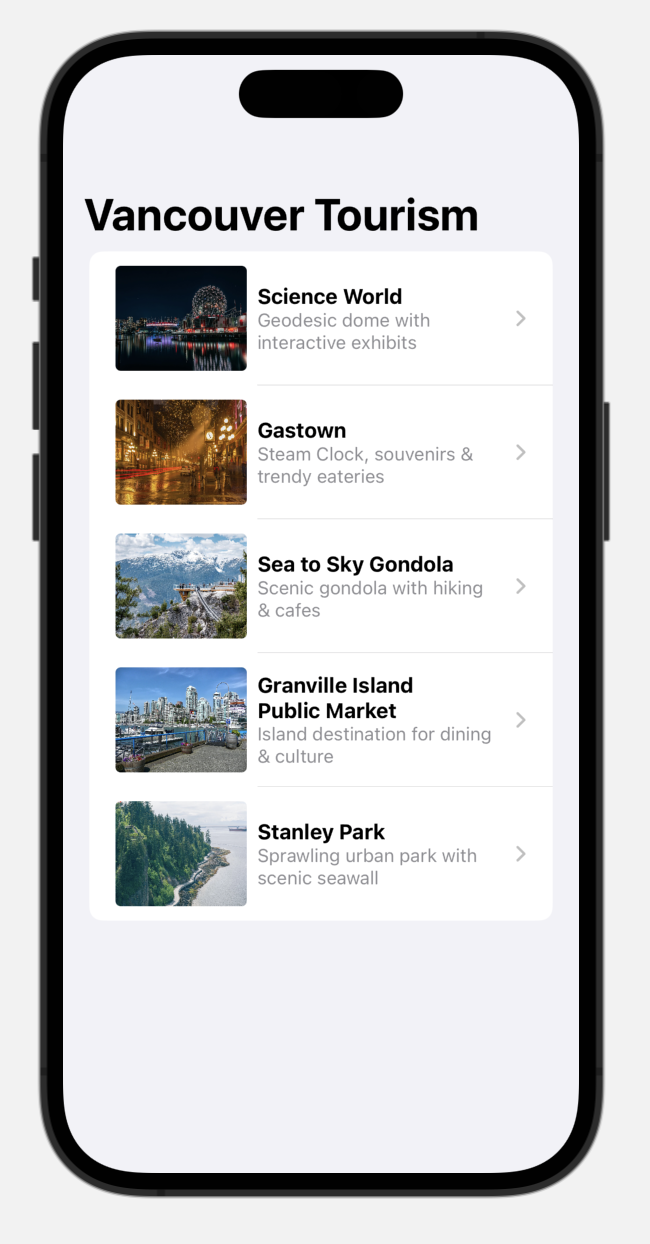 Vancouver Tourism
Science World
Geodesic dome with
interactive exhibits
Gastown
Steam Clock, souvenirs &
trendy eateries
Sea to Sky Gondola
Scenic gondola with hiking
& cafes
Granville Island
Public Market
Island destination for dining
& culture
Stanley Park
Sprawling urban park with
scenic seawall